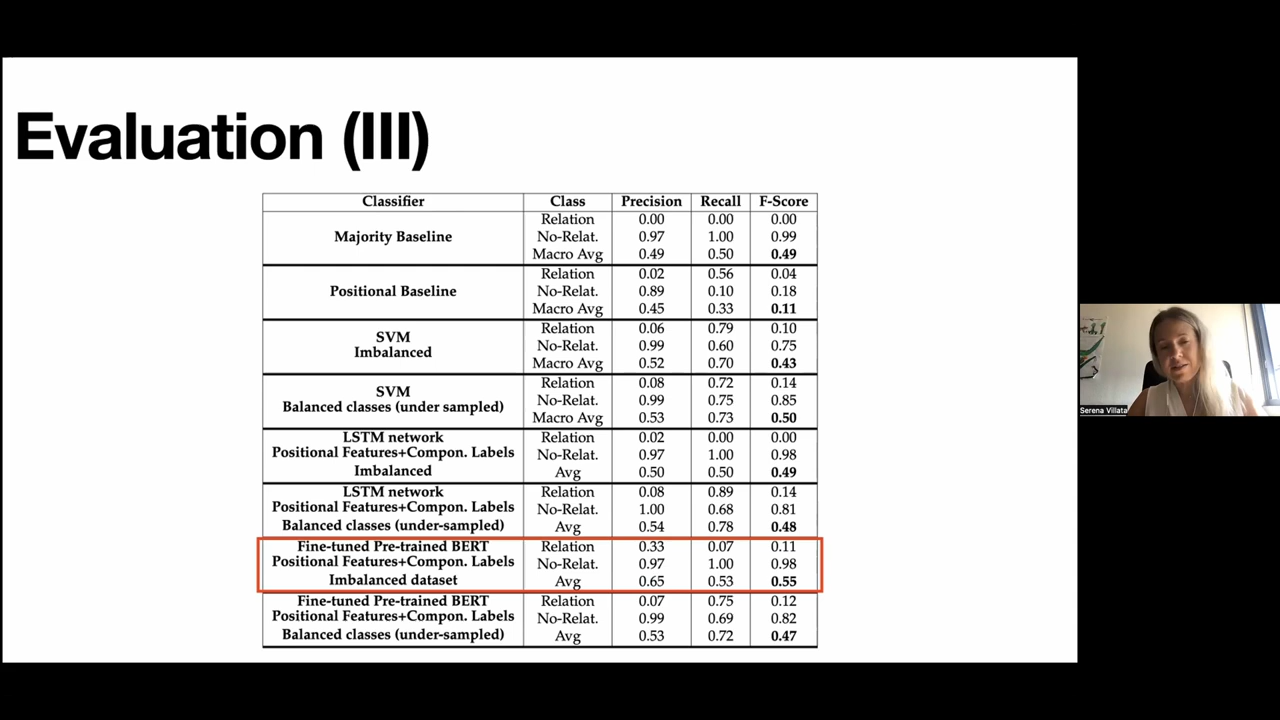 Evaluation (III)
Classifier Class Precision Recall F-Score
Majority Baseline
Relation 0.00 0.00 0.00
No-Relat. 0.97 1.00 0.99
Macro Avg 0.49 0.50 0.49
Positional Baseline
Relation 0.02 0.56 0.04
No-Relat. 0.89 0.10 0.18
Macro Avg 0.45 0.33 0.11
SVM
Imbalanced
Relation 0.06 0.79 0.10
No-Relat. 0.99 0.60 0.75
Macro Avg 0.52 0.70 0.43
SVM
Balanced classes (under sampled)
Relation 0.08 0.72 0.14
No-Relat. 0.99 0.75 0.85
Macro Avg 0.53 0.73 0.50
LSTM network Relation 0.02 0.00 0.00
Positional Features+Compon. Labels No-Relat. 0.97 1.00 0.98
Imbalanced Avg 0.50 0.50 0.49
LSTM network Relation 0.08 0.89 0.14
Positional Features+Compon. Labels No-Relat. 1.00 0.68 0.81
Balanced classes (under-sampled) Avg 0.54 0.78 0.48
Fine-tuned Pre-trained BERT Relation 0.33 0.07 0.11
Positional Features+Compon. Labels No-Relat. 0.97 1.00 0.98
Imbalanced dataset Avg 0.65 0.53 0.55
Fine-tuned Pre-trained BERT Relation 0.07 0.75 0.12
Positional Features+Compon. Labels No-Relat. 0.99 0.69 0.82
Balanced classes (under-sampled) Avg 0.53 0.72 0.47
Serena Villata